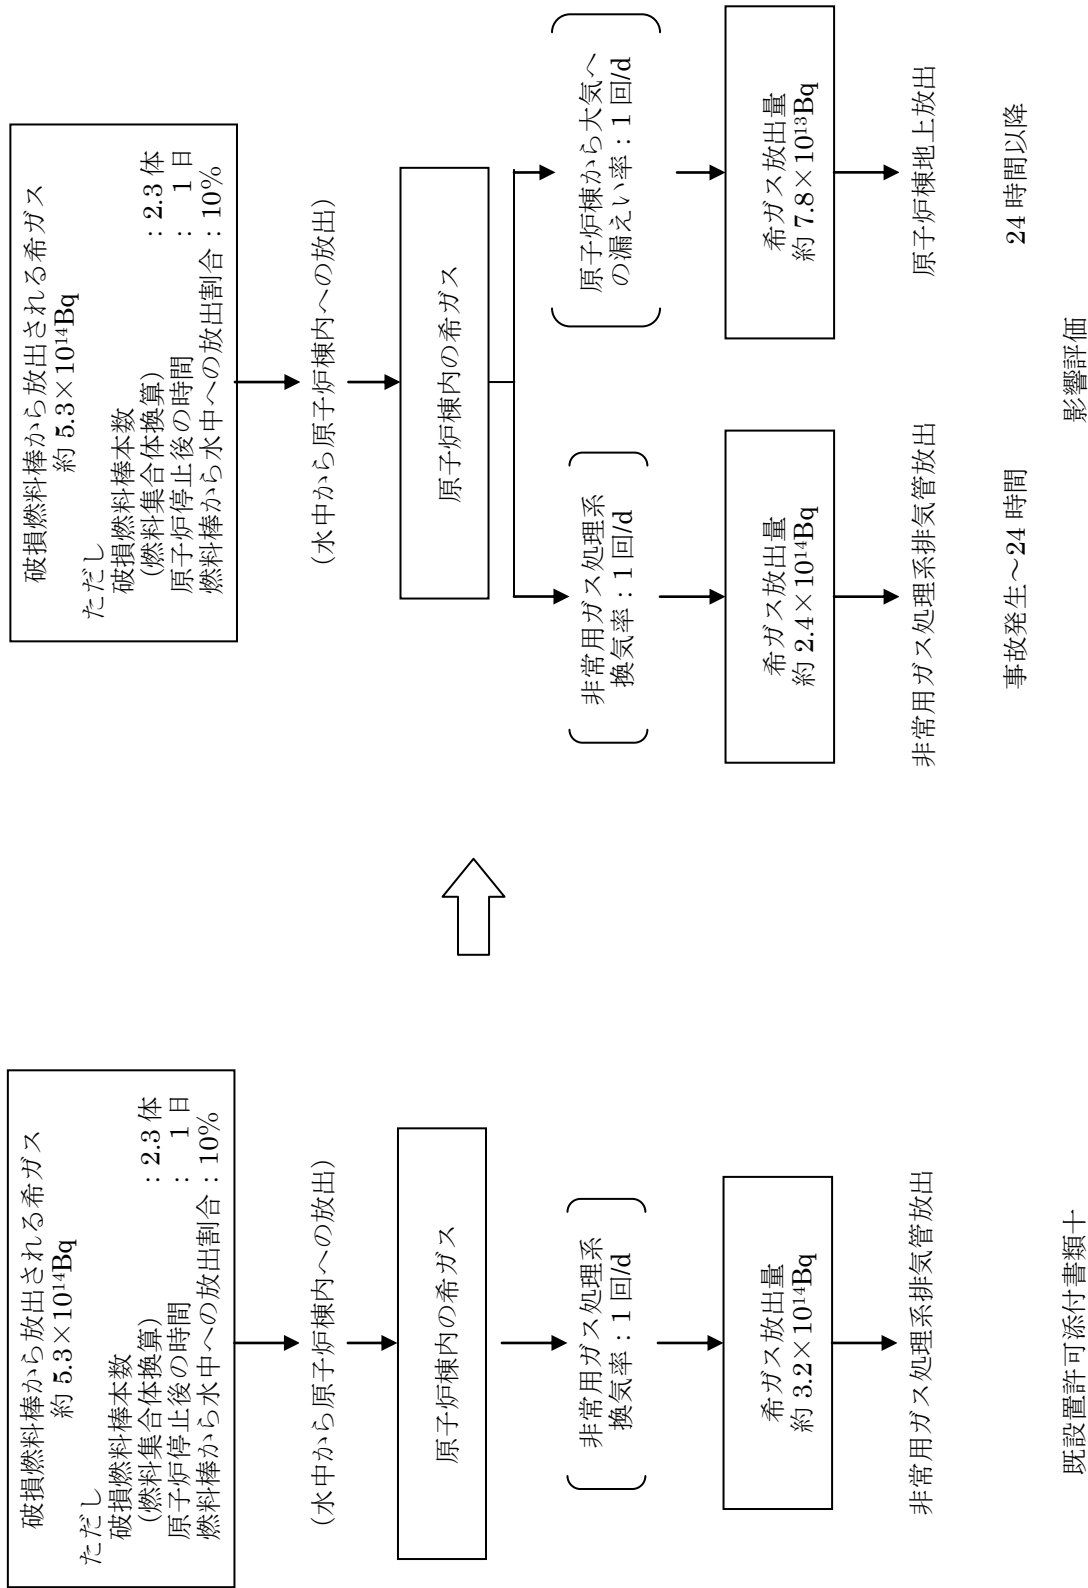 破損燃料棒から放出される希ガス
約 5.3×10¹⁴Bq
ただし
破損燃料棒本数
(燃料集合体換算) : 2.3 体
原子炉停止後の時間 : 1 日
燃料棒から水中への放出割合 : 10%
(水中から原子炉棟内への放出)
原子炉棟内の希ガス
非常用ガス処理系
換気率 : 1 回/d
希ガス放出量
約 3.2×10¹⁴Bq
非常用ガス処理系排気管放出
既設置許可添付書類十
破損燃料棒から放出される希ガス
約 5.3×10¹⁴Bq
ただし
破損燃料棒本数
(燃料集合体換算) : 2.3 体
原子炉停止後の時間 : 1 日
燃料棒から水中への放出割合 : 10%
(水中から原子炉棟内への放出)
原子炉棟内の希ガス
非常用ガス処理系
換気率 : 1 回/d
希ガス放出量
約 2.4×10¹⁴Bq
非常用ガス処理系排気管放出
事故発生～24 時間
原子炉棟から大気へ
の漏えい率 : 1 回/d
希ガス放出量
約 7.8×10¹³Bq
原子炉棟地上放出
24 時間以降
影響評価